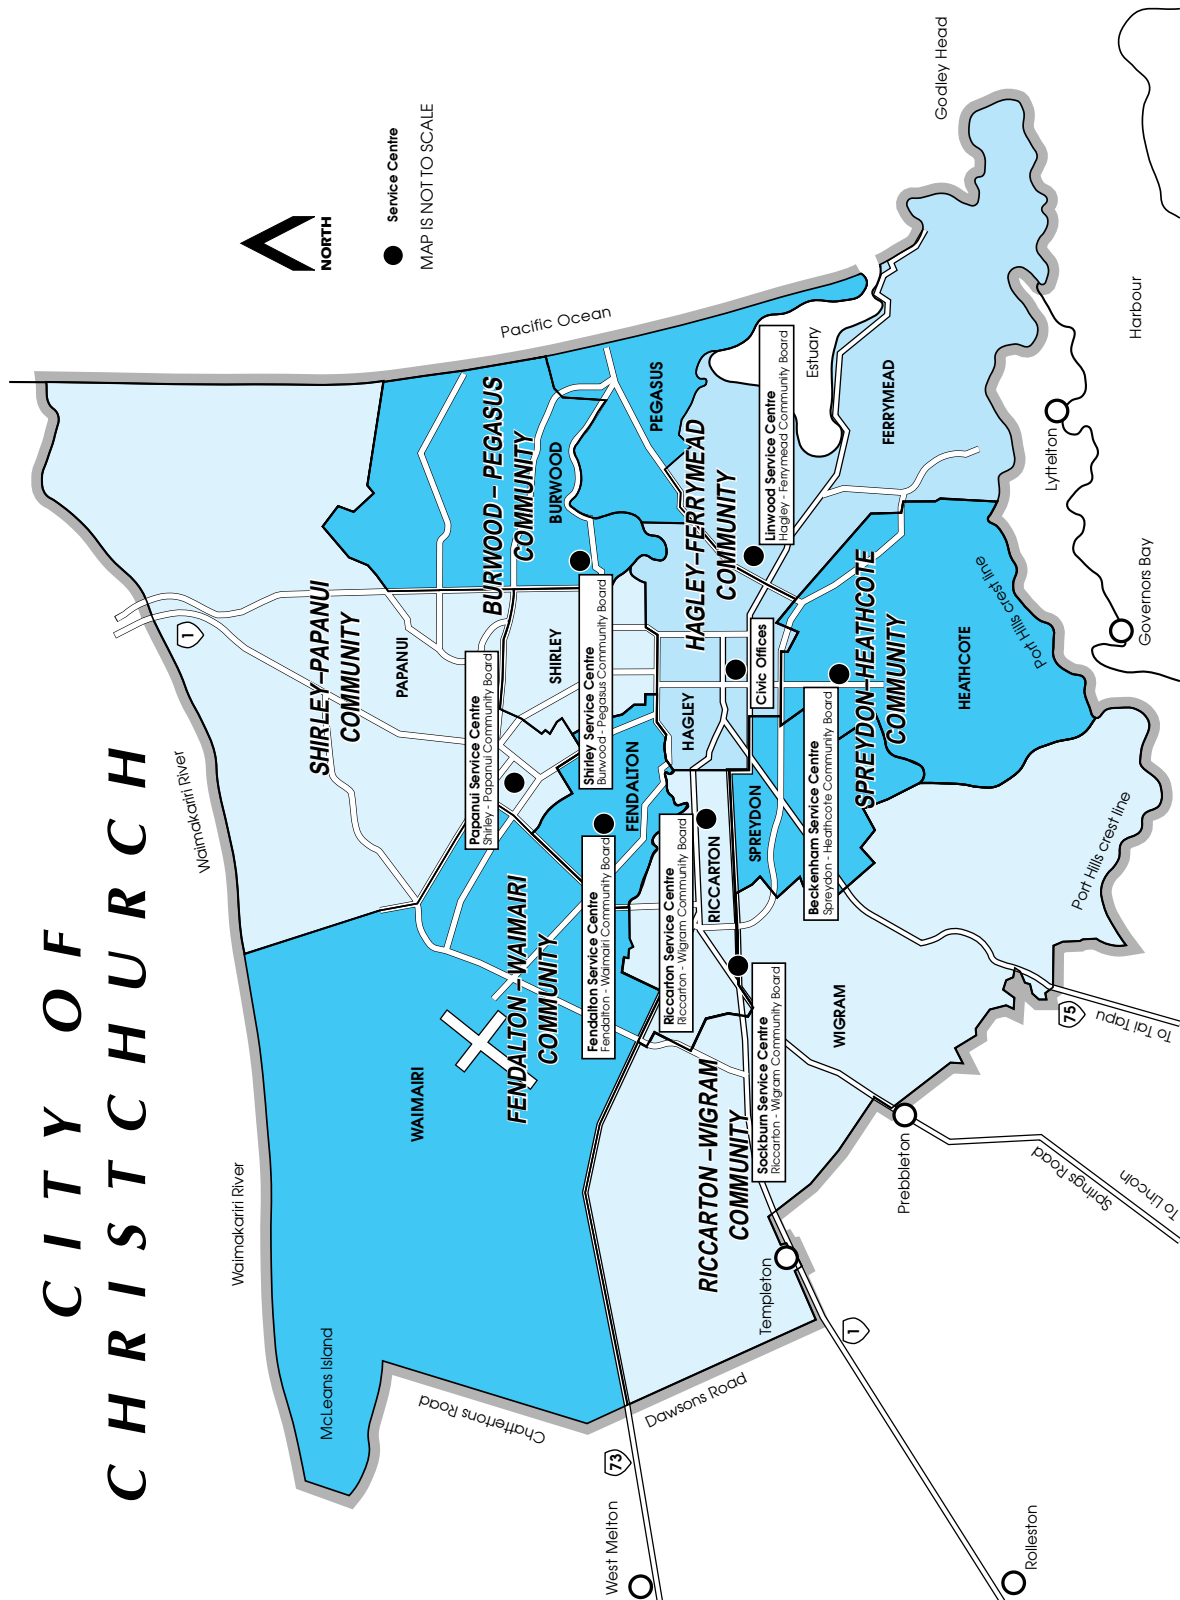 CITY OF
CHRISTCHURCH
NORTH
Service Centre
MAP IS NOT TO SCALE
Waimakariri River
Waimakariri River
McLeans Island
Chattertons Road
Dawsons Road
73
West Melton
1
1
Rolleston
Templeton
Prebbleton
Springs Road
To Lincoln
75
To Tai Tapu
Port Hills crest line
Port Hills crest line
Governors Bay
Lyttelton
Harbour
Godley Head
Pacific Ocean
Estuary
SHIRLEY–PAPANUI
COMMUNITY
PAPANUI
SHIRLEY
BURWOOD – PEGASUS
COMMUNITY
BURWOOD
PEGASUS
HAGLEY–FERRYMEAD
COMMUNITY
HAGLEY
FERRYMEAD
SPREYDON–HEATHCOTE
COMMUNITY
SPREYDON
HEATHCOTE
FENDALTON –WAIMAIRI
COMMUNITY
FENDALTON
WAIMAIRI
RICCARTON –WIGRAM
COMMUNITY
RICCARTON
WIGRAM
Papanui Service Centre
Shirley - Papanui Community Board
Shirley Service Centre
Burwood - Pegasus Community Board
Linwood Service Centre
Hagley - Ferrymead Community Board
Civic Offices
Beckenham Service Centre
Spreydon - Heathcote Community Board
Fendalton Service Centre
Fendalton - Waimairi Community Board
Riccarton Service Centre
Riccarton - Wigram Community Board
Sockburn Service Centre
Riccarton - Wigram Community Board